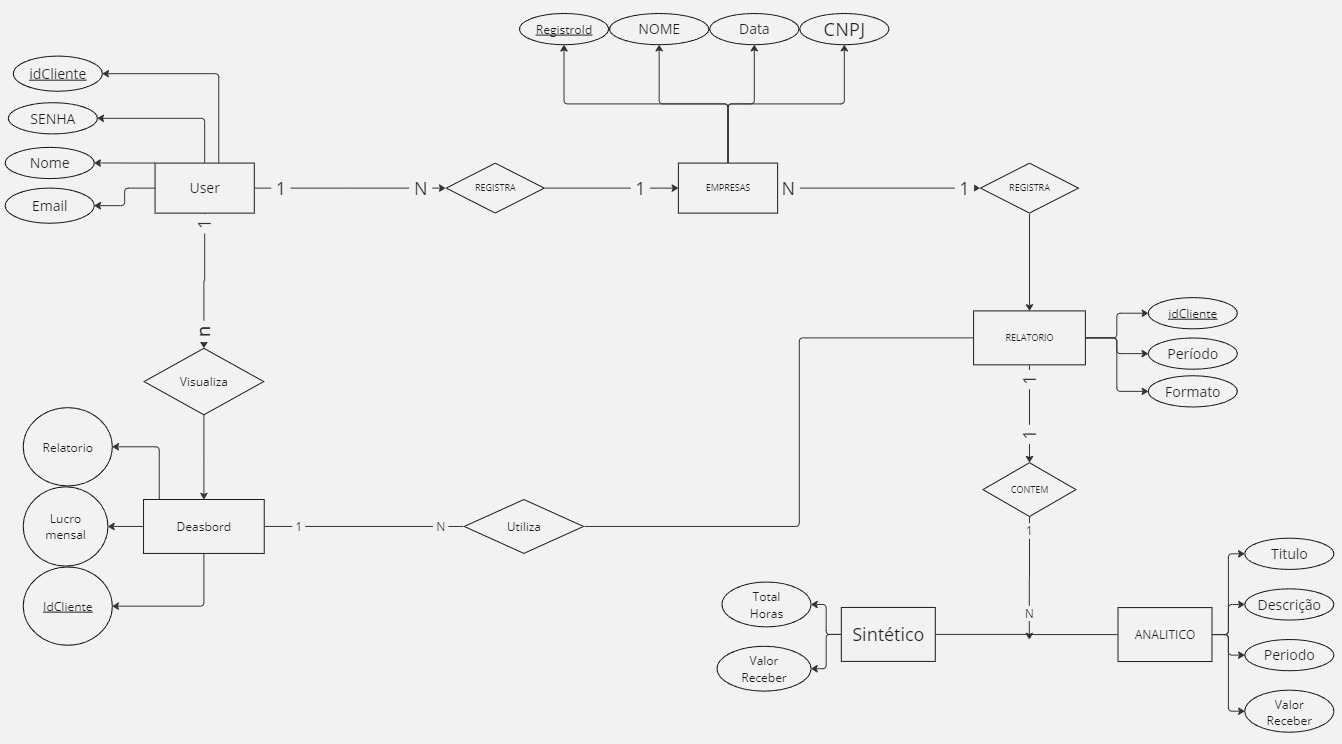 RegistroId
NOME
Data
CNPJ
idCliente
SENHA
Nome
Email
User
1
N
REGISTRA
1
EMPRESAS
N
1
REGISTRA
1
n
Visualiza
RELATORIO
idCliente
Período
Formato
1
1
CONTEM
1
N
Relatorio
Lucro
mensal
IdCliente
Deasbord
1
N
Utiliza
Total
Horas
Valor
Receber
Sintético
ANALITICO
Titulo
Descrição
Periodo
Valor
Receber